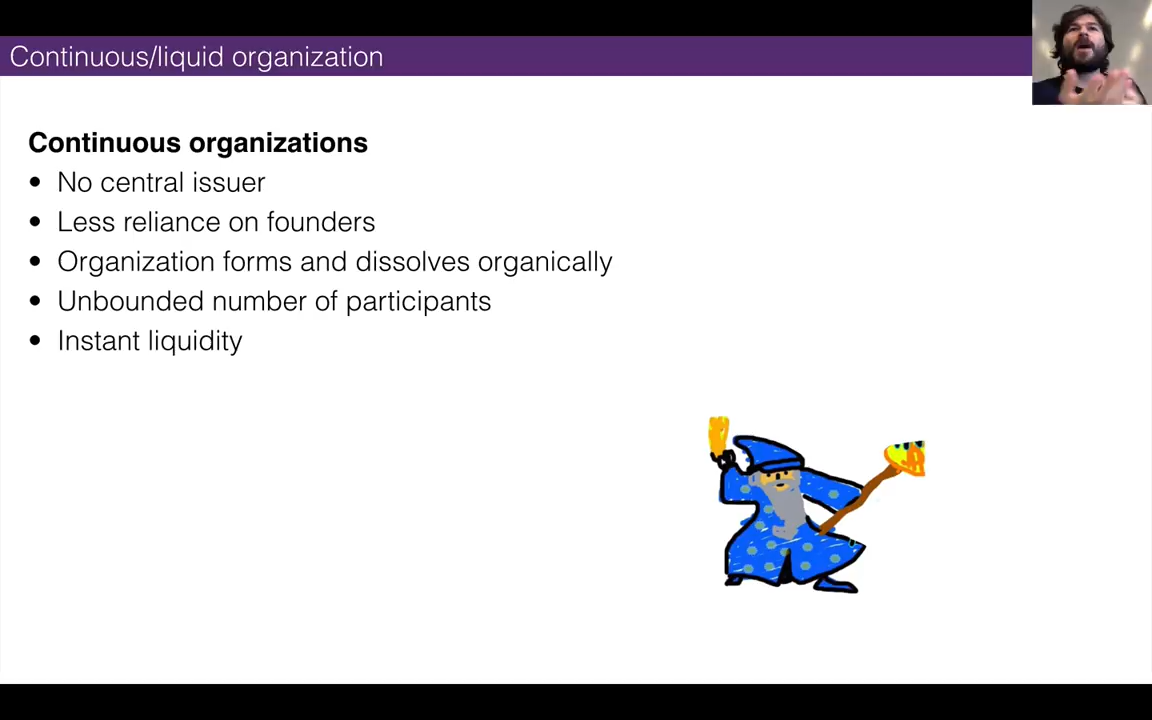 Continuous/liquid organization
Continuous organizations
• No central issuer
• Less reliance on founders
• Organization forms and dissolves organically
• Unbounded number of participants
• Instant liquidity